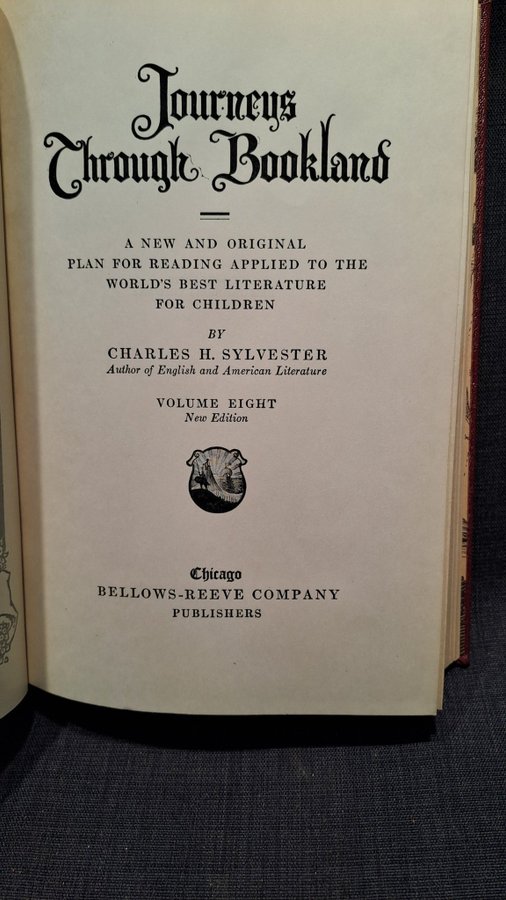 Journeys
Through Bookland
A NEW AND ORIGINAL
PLAN FOR READING APPLIED TO THE
WORLD'S BEST LITERATURE
FOR CHILDREN
BY
CHARLES H. SYLVESTER
Author of English and American Literature
VOLUME EIGHT
New Edition
Chicago
BELLOWS-REEVE COMPANY
PUBLISHERS